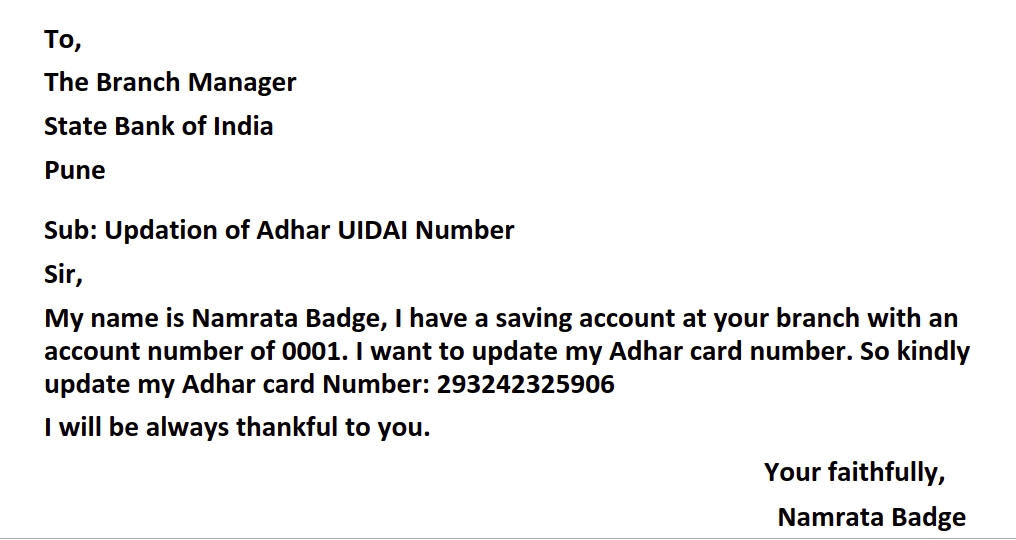 To,
The Branch Manager
State Bank of India
Pune
Sub: Updation of Adhar UIDAI Number
Sir,
My name is Namrata Badge, I have a saving account at your branch with an
account number of 0001. I want to update my Adhar card number. So kindly
update my Adhar card Number: 293242325906
I will be always thankful to you.
Your faithfully,
Namrata Badge